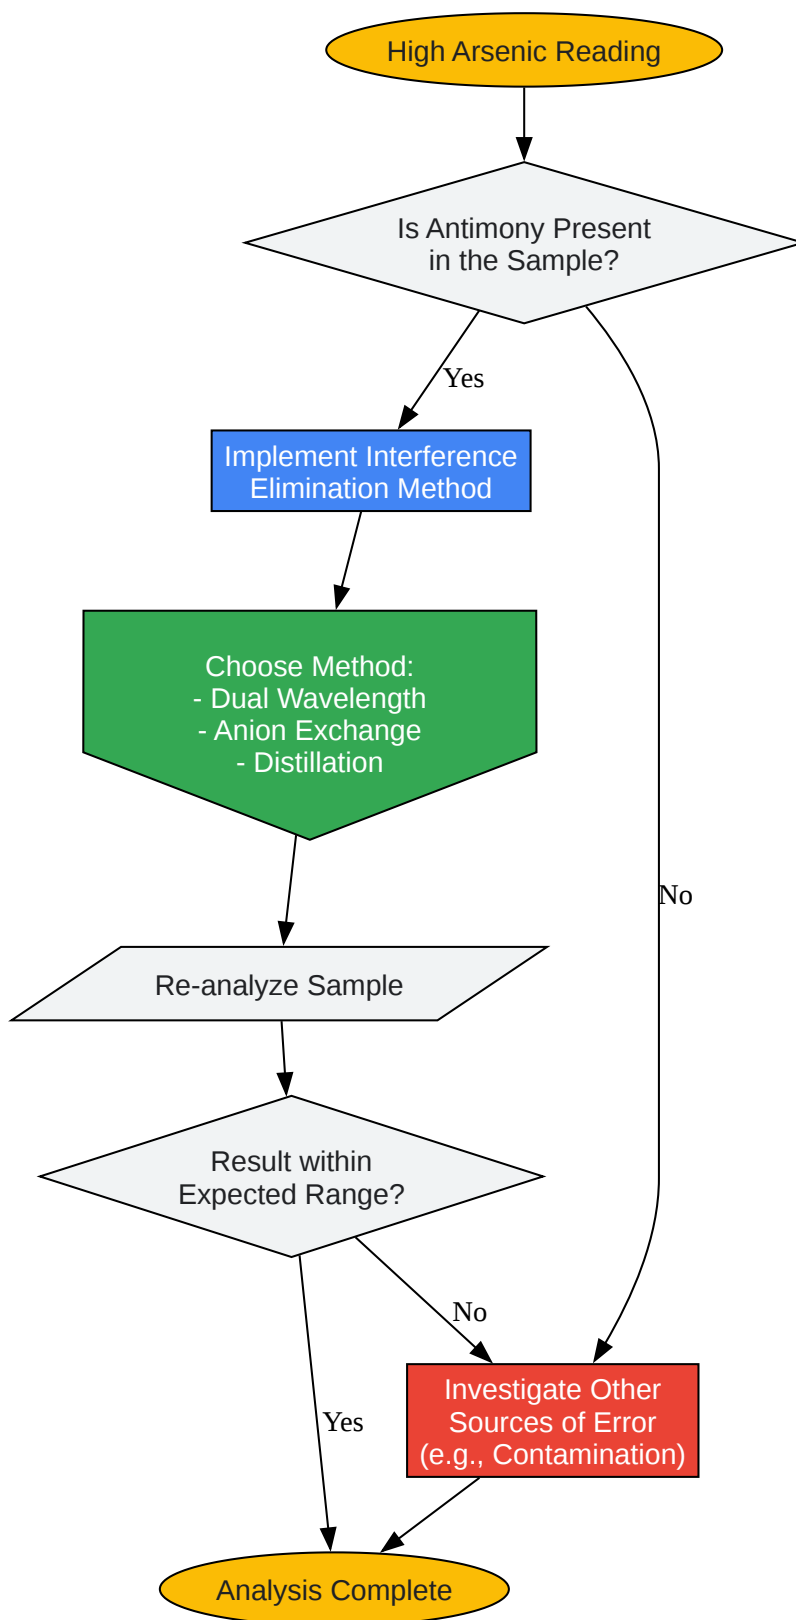 High Arsenic Reading
Is Antimony Present
in the Sample?
Yes
Implement Interference
Elimination Method
Choose Method:
- Dual Wavelength
- Anion Exchange
- Distillation
No
Re-analyze Sample
Result within
Expected Range?
No
Investigate Other
Sources of Error
(e.g., Contamination)
Yes
Analysis Complete